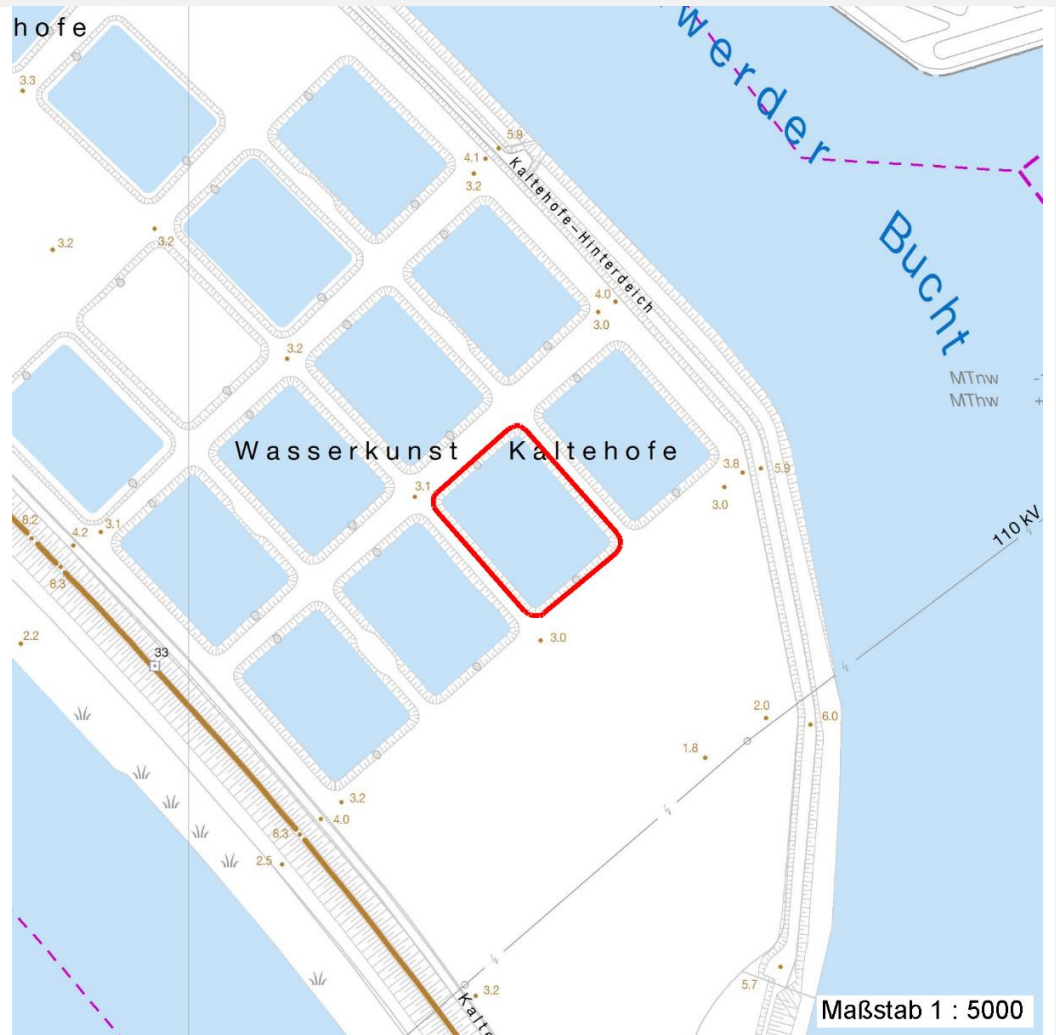 hofe
werder
3.3
5.9
4.1
3.2
Kaltehofe-Hinterdeich
3.2
3.2
Bucht
4.0
3.0
3.2
MTnw -
MThw +
Wasserkunst Kaltehofe
3.8
5.9
3.1
3.0
8.2
4.2
3.1
110 kV
8.3
2.2
33
3.0
2.0
6.0
1.8
3.2
4.0
8.3
2.5
5.7
3.2
Kalte
Maßstab 1 : 5000